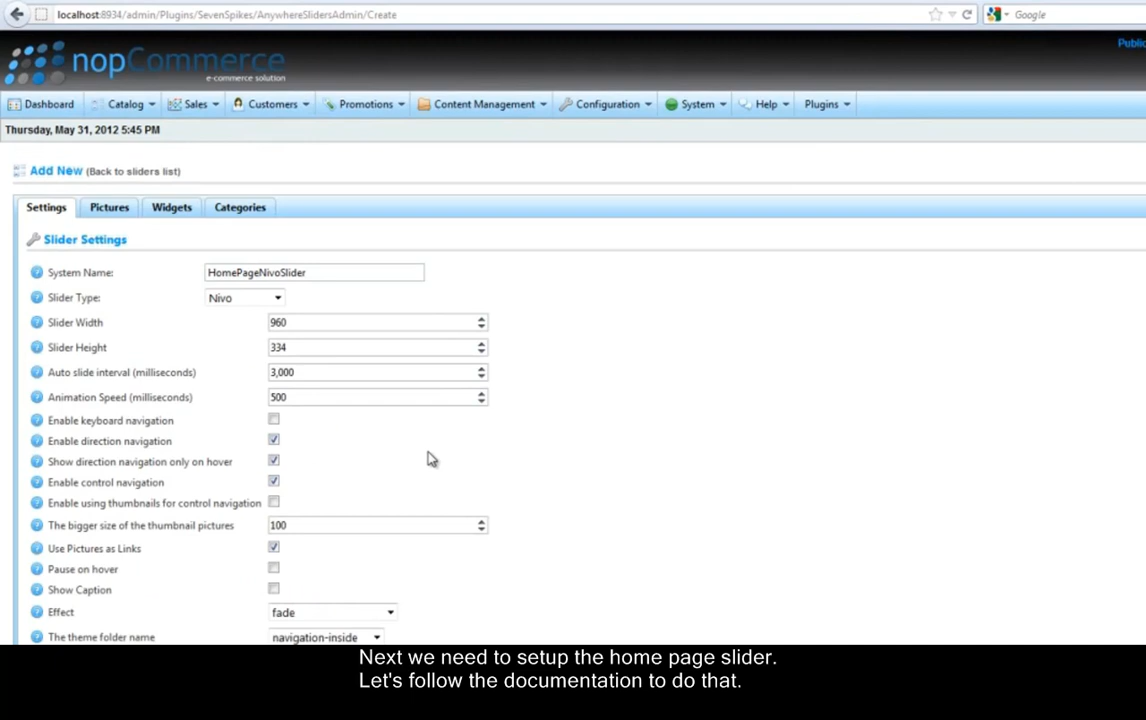 localhost:8934/admin/Plugins/SevenSpikes/AnywhereSlidersAdmin/Create
Google
nopCommerce
e-commerce solution
Public
Dashboard Catalog Sales Customers Promotions Content Management Configuration System Help Plugins
Thursday, May 31, 2012 5:45 PM
Add New (Back to sliders list)
Settings Pictures Widgets Categories
Slider Settings
System Name: HomePageNivoSlider
Slider Type: Nivo
Slider Width 960
Slider Height 334
Auto slide interval (milliseconds) 3,000
Animation Speed (milliseconds) 500
Enable keyboard navigation
Enable direction navigation
Show direction navigation only on hover
Enable control navigation
Enable using thumbnails for control navigation
The bigger size of the thumbnail pictures 100
Use Pictures as Links
Pause on hover
Show Caption
Effect fade
The theme folder name navigation-inside
Next we need to setup the home page slider.
Let's follow the documentation to do that.